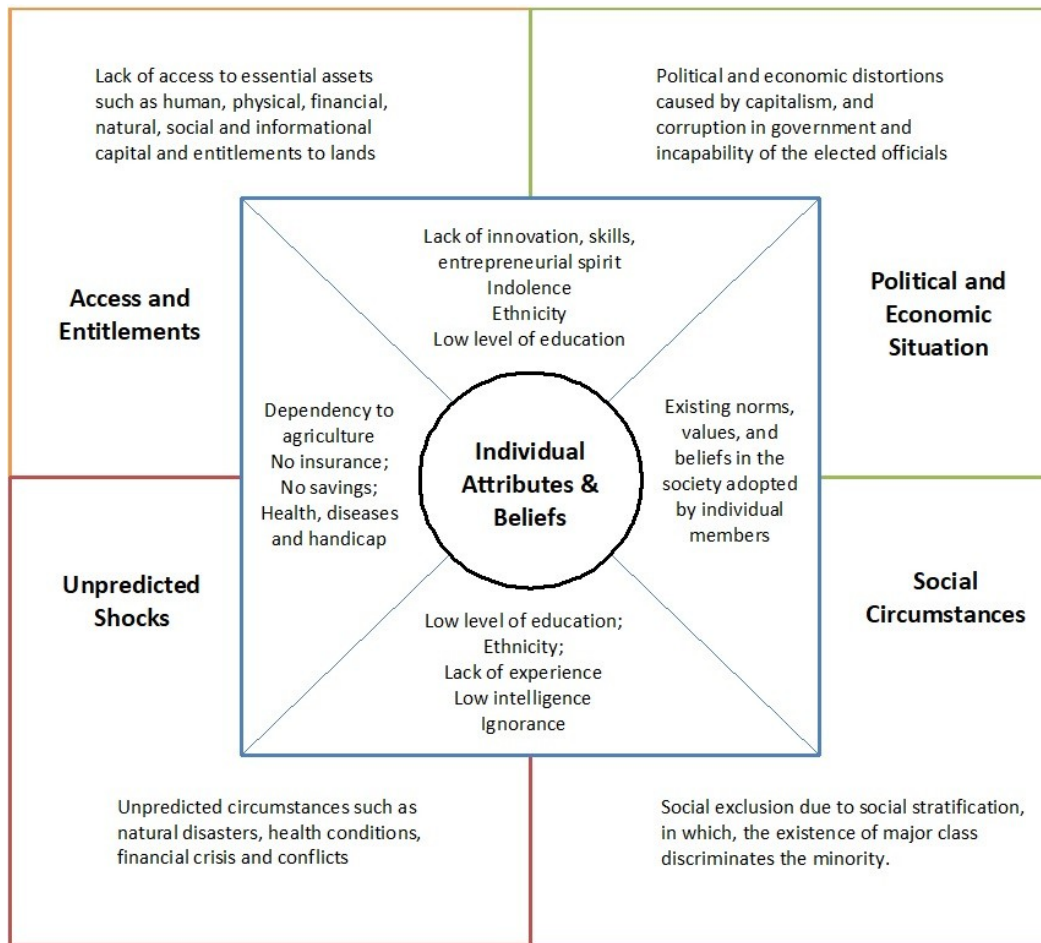 Lack of access to essential assets
such as human, physical, financial,
natural, social and informational
capital and entitlements to lands
Political and economic distortions
caused by capitalism, and
corruption in government and
incapability of the elected officials
Access and
Entitlements
Lack of innovation, skills,
entrepreneurial spirit
Indolence
Ethnicity
Low level of education
Political and
Economic
Situation
Dependency to
agriculture
No insurance;
No savings;
Health, diseases
and handicap
Individual
Attributes &
Beliefs
Existing norms,
values, and
beliefs in the
society adopted
by individual
members
Unpredicted
Shocks
Low level of education;
Ethnicity;
Lack of experience
Low intelligence
Ignorance
Social
Circumstances
Unpredicted circumstances such as
natural disasters, health conditions,
financial crisis and conflicts
Social exclusion due to social stratification,
in which, the existence of major class
discriminates the minority.